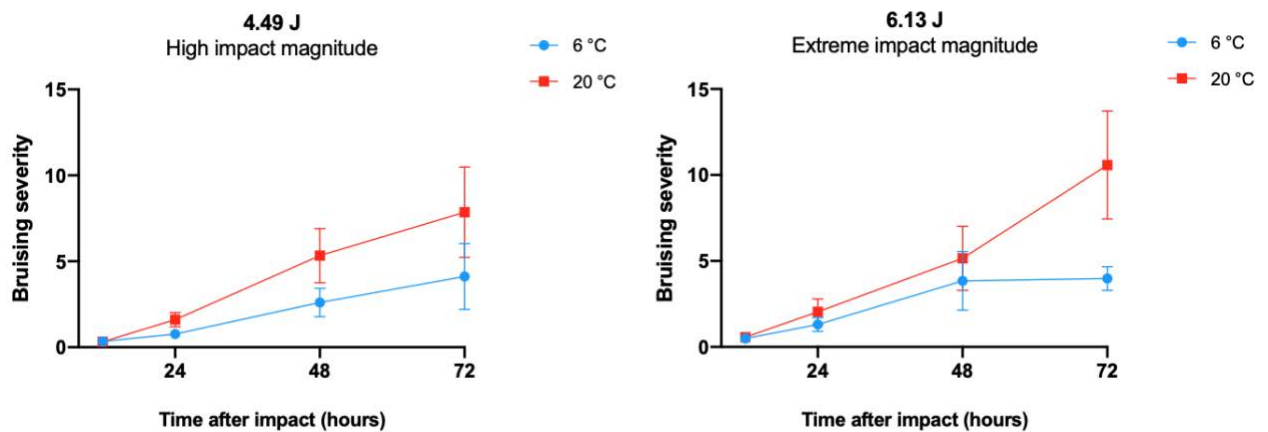 4.49 J
High impact magnitude
6 °C
20 °C
15
10
5
0
Bruising severity
24
48
72
Time after impact (hours)
6.13 J
Extreme impact magnitude
6 °C
20 °C
15
10
5
0
Bruising severity
24
48
72
Time after impact (hours)